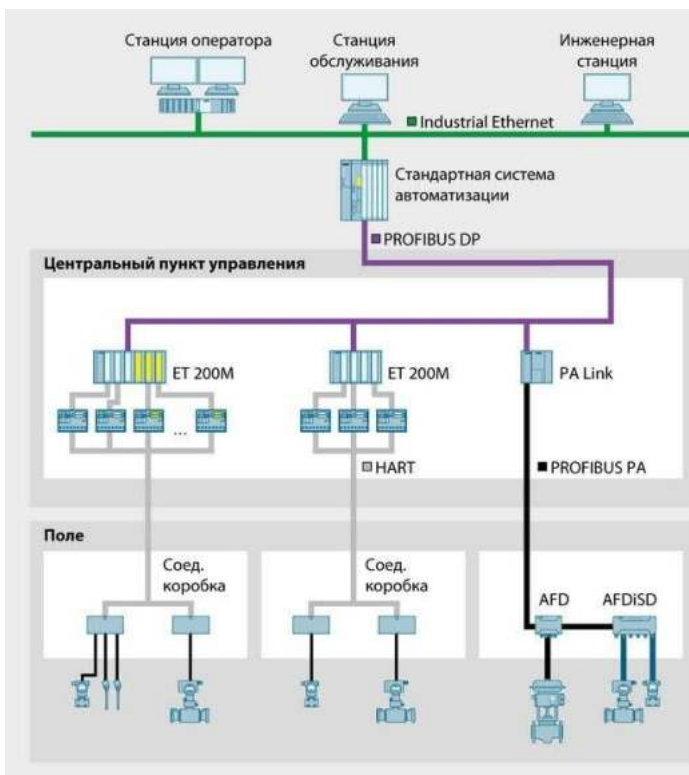 Станция оператора
Станция
обслуживания
Инженерная
станция
Industrial Ethernet
Стандартная система
автоматизации
PROFIBUS DP
Центральный пункт управления
ET 200M
ET 200M
PA Link
...
HART
PROFIBUS PA
Поле
Соед.
коробка
Соед.
коробка
AFD
AFDiSD